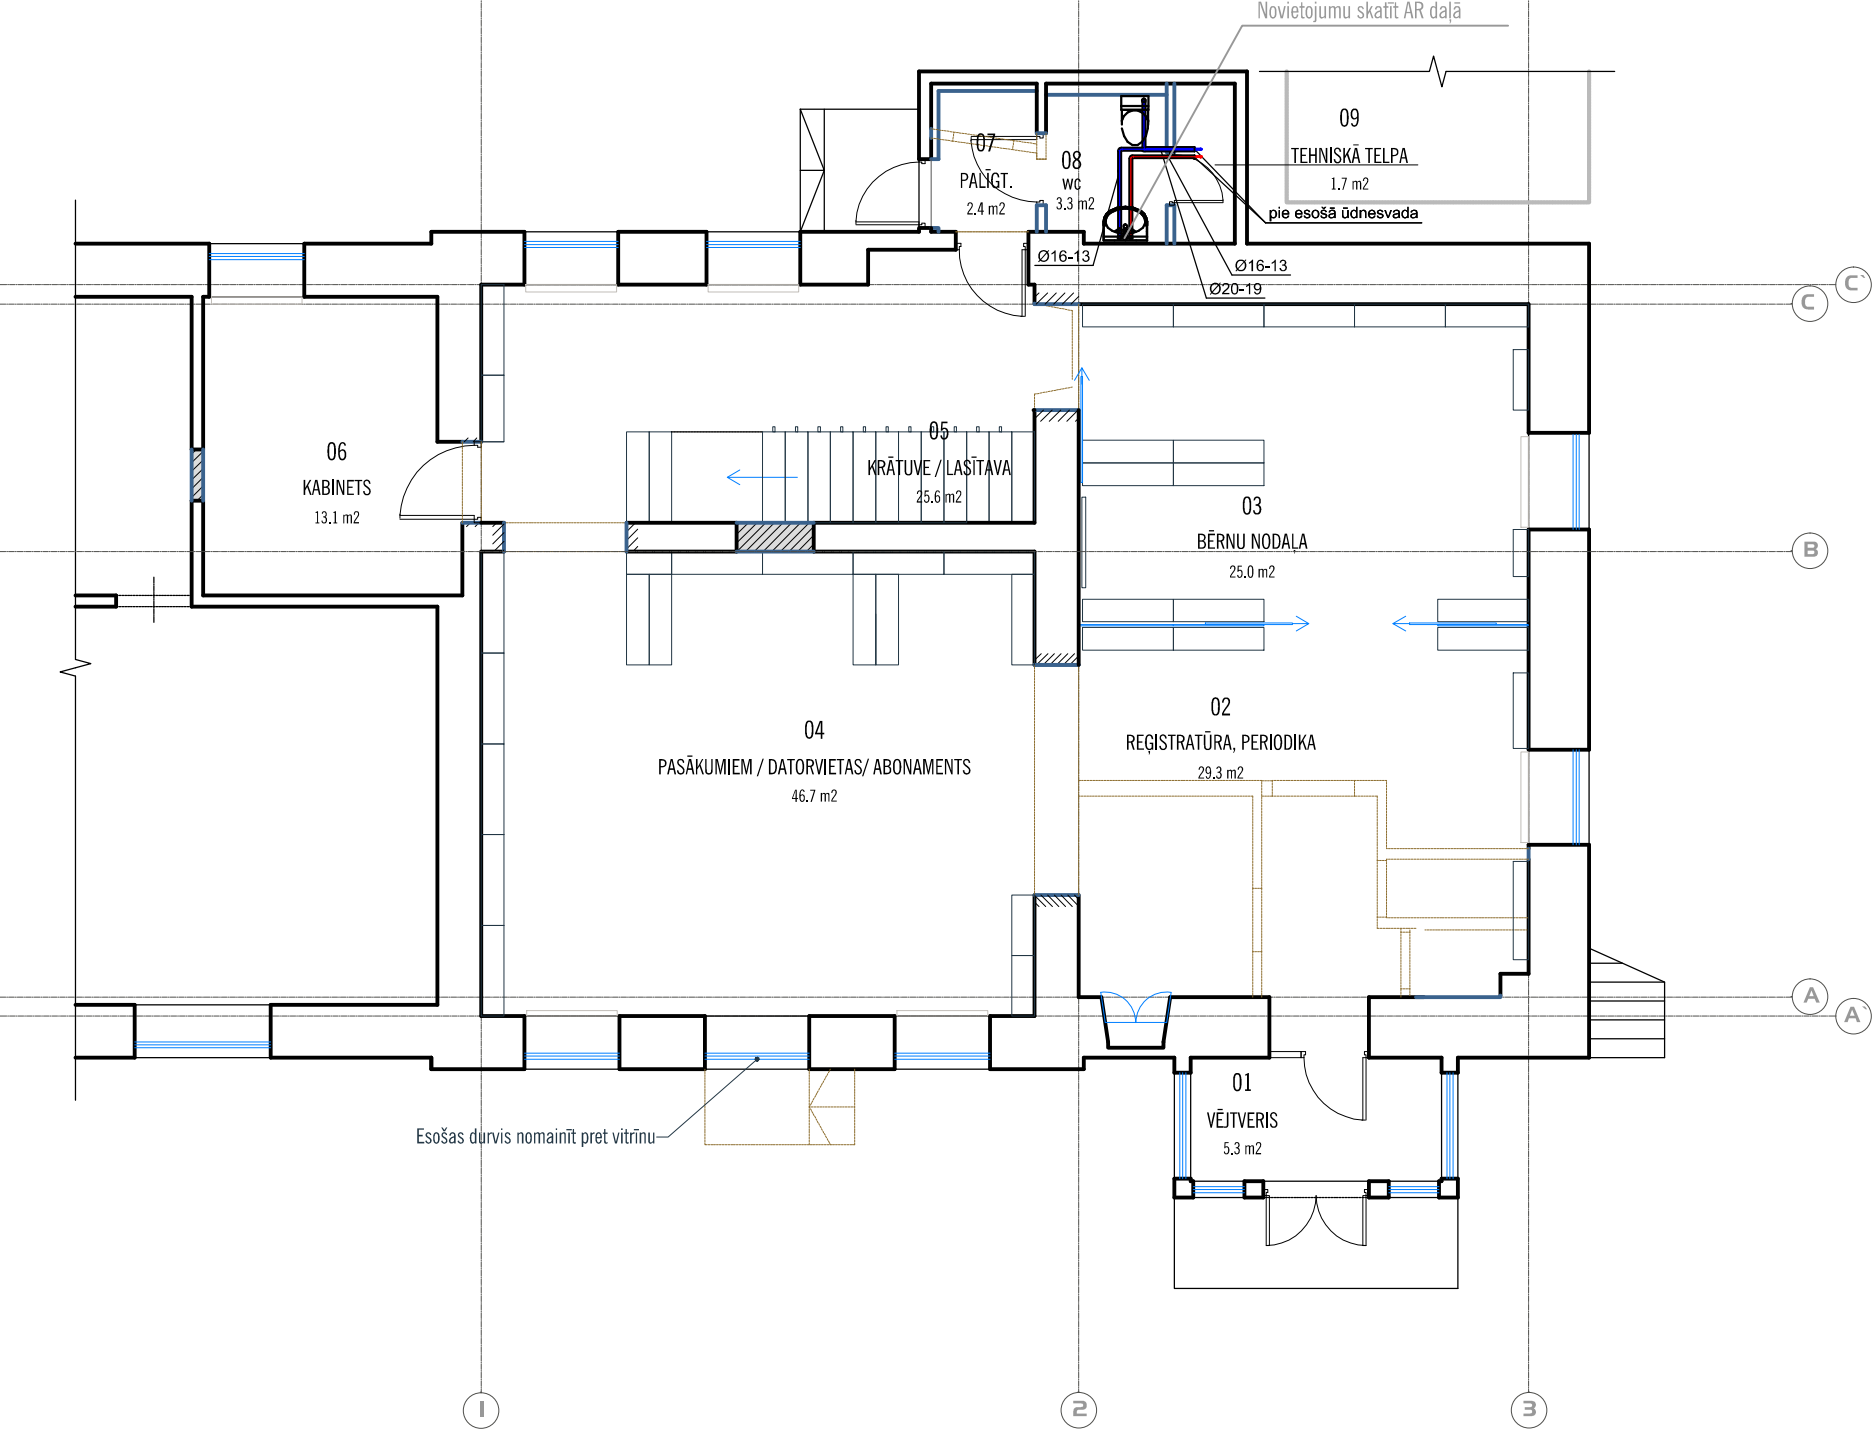 Novietojumu skatīt AR daļā
09
TEHNISKĀ TELPA
1.7 m2
07
PALĪGT.
2.4 m2
08
wc
3.3 m2
pie esošā ūdnesvada
Ø16-13
Ø16-13
Ø20-19
C`
C
06
KABINETS
13.1 m2
05
KRĀTUVE / LASĪTAVA
25.6 m2
03
BĒRNU NODAĻA
25.0 m2
B
04
PASĀKUMIEM / DATORVIETAS/ ABONAMENTS
46.7 m2
02
REĢISTRATŪRA, PERIODIKA
29.3 m2
A
A`
01
VĒJTVERIS
5.3 m2
Esošas durvis nomainīt pret vitrīnu
1
2
3